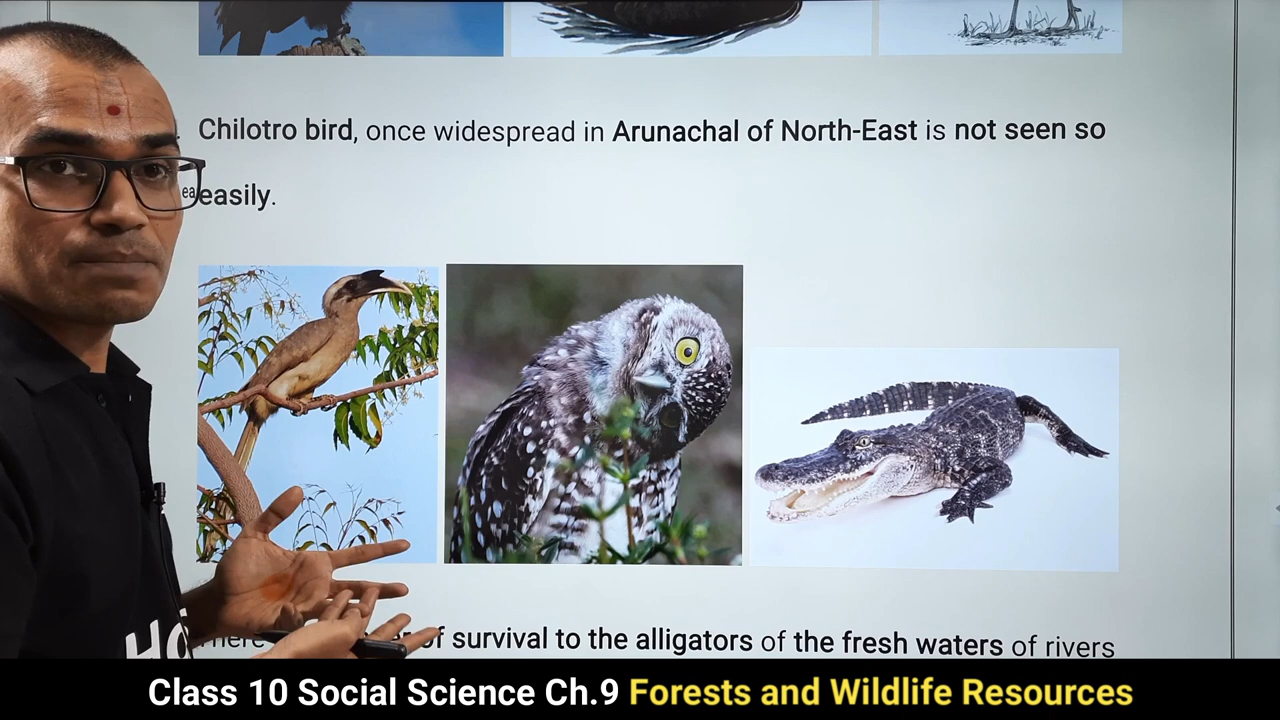 Chilotro bird, once widespread in Arunachal of North-East is not seen so
easily.
of survival to the alligators of the fresh waters of rivers
Class 10 Social Science Ch.9 Forests and Wildlife Resources